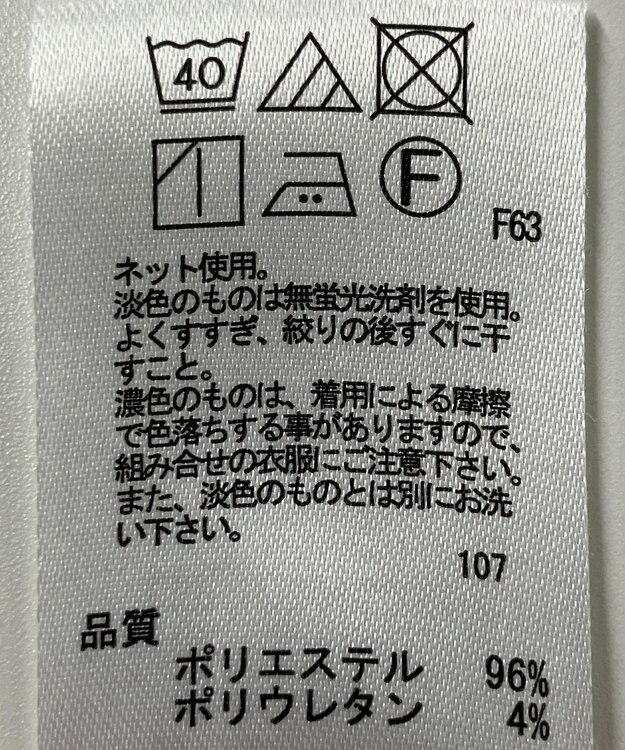 40
F
F63
ネット使用。
淡色のものは無蛍光洗剤を使用。
よくすすぎ、絞りの後すぐに干
すこと。
濃色のものは、着用による摩擦
で色落ちする事がありますので、
組み合せの衣服にご注意下さい。
また、淡色のものとは別にお洗
い下さい。
107
品質
ポリエステル 96%
ポリウレタン 4%